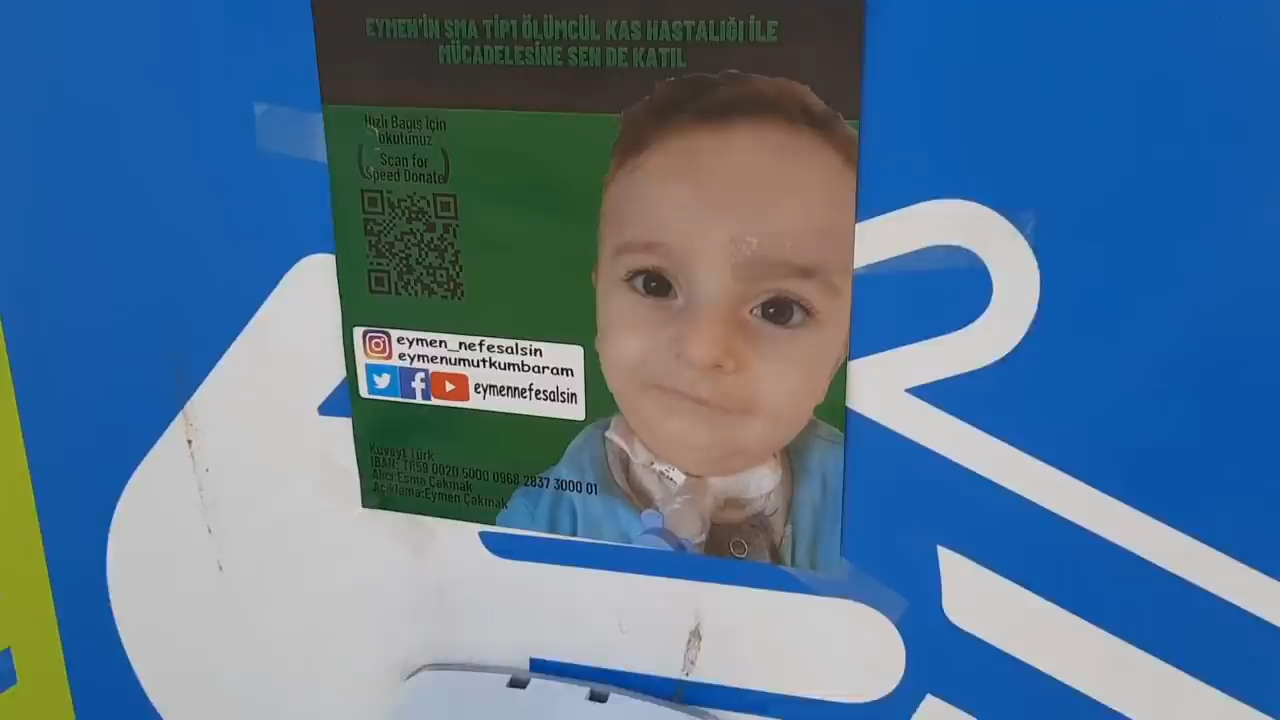 EYMEN'İN SMA TİP1 ÖLÜMCÜL KAS HASTALIĞI İLE
MÜCADELESİNE SEN DE KATIL
Hızlı Bağış İçin
okutunuz
(Scan for
Speed Donate)
eymen_nefesalsin
eymenumutkumbaram
eymennefesalsin
Kuveyt Türk
IBAN: TR59 0020 5000 0968 2837 3000 01
Alıcı:Esma Çakmak
Açıklama:Eymen Çakmak